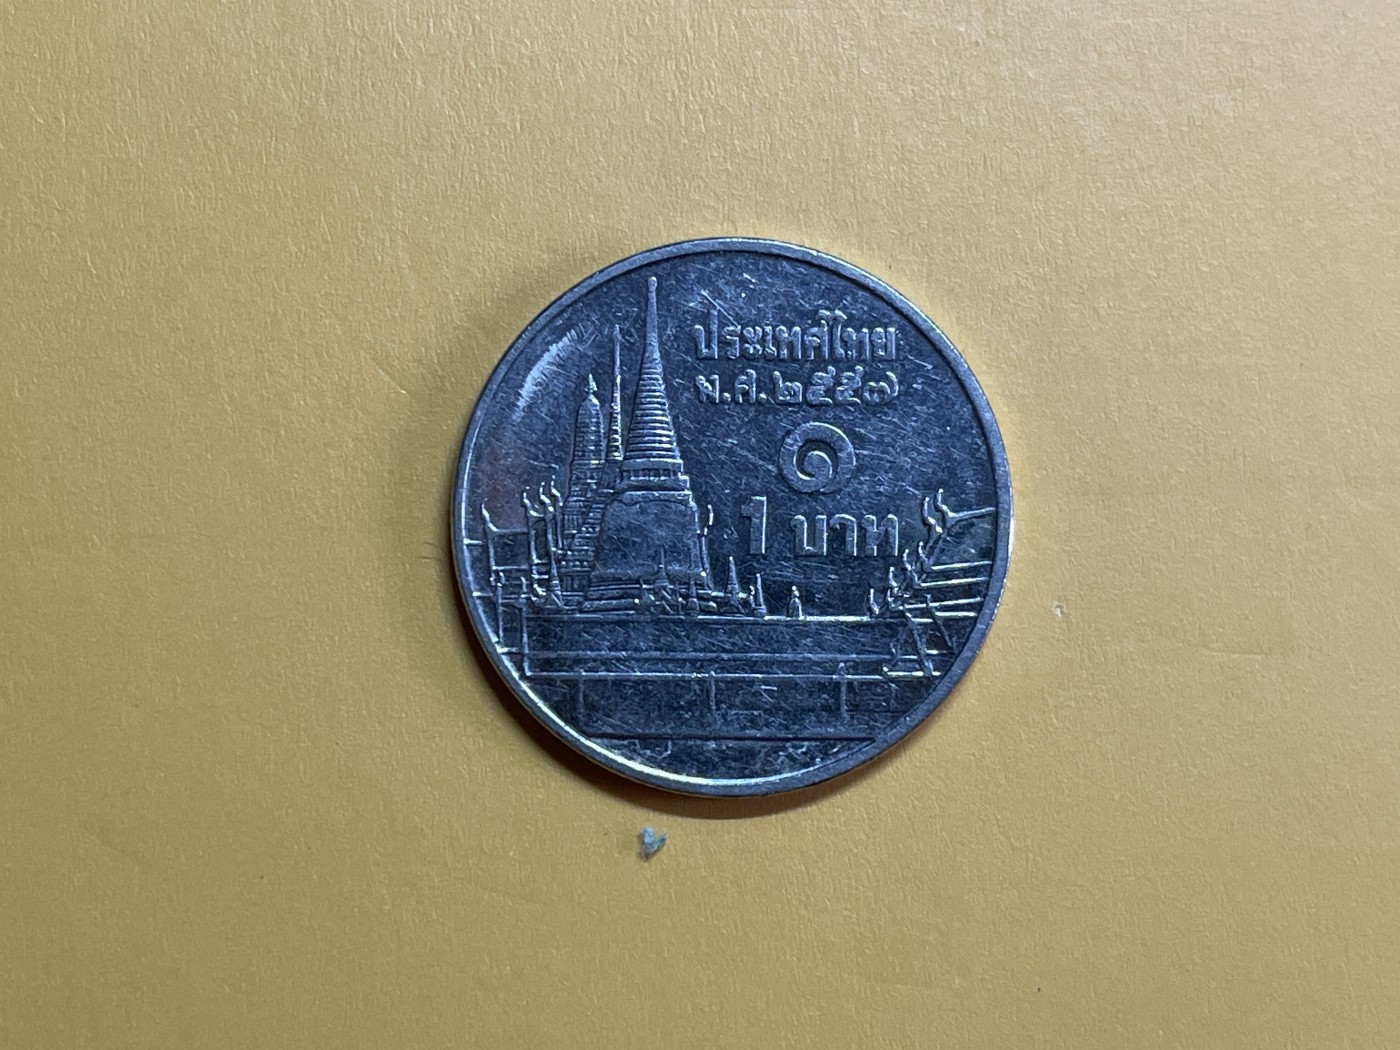 ประเทศไทย
พ.ศ.๒๕๕๗
๑
1 บาท